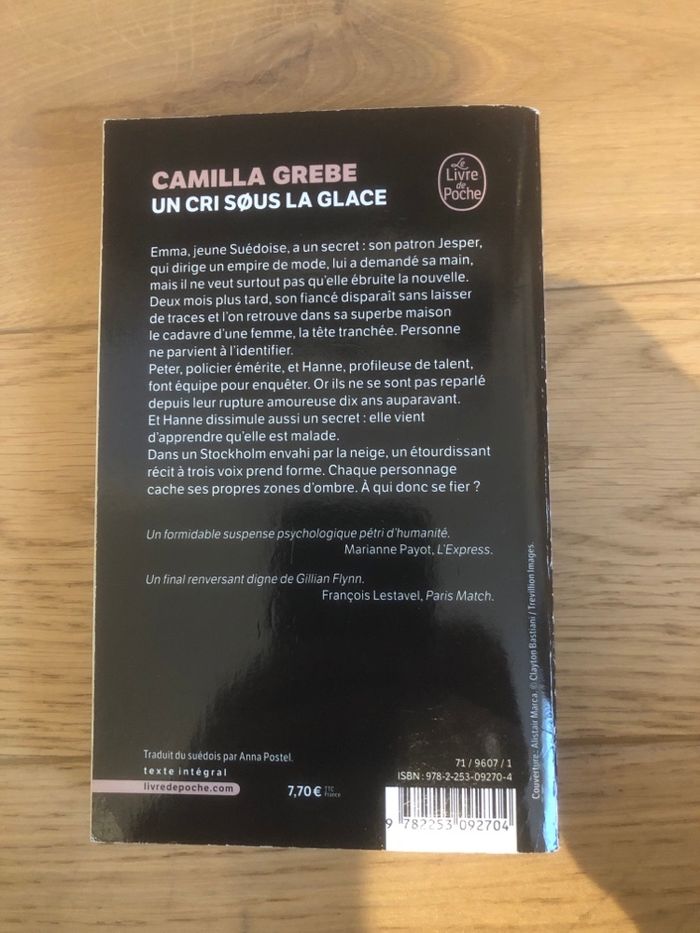 CAMILLA GREBE
UN CRI SØUS LA GLACE
Le
Livre
de
Poche
Emma, jeune Suédoise, a un secret : son patron Jesper,
qui dirige un empire de mode, lui a demandé sa main,
mais il ne veut surtout pas qu'elle ébruite la nouvelle.
Deux mois plus tard, son fiancé disparaît sans laisser
de traces et l'on retrouve dans sa superbe maison
le cadavre d'une femme, la tête tranchée. Personne
ne parvient à l'identifier.
Peter, policier émérite, et Hanne, profileuse de talent,
font équipe pour enquêter. Or ils ne se sont pas reparlé
depuis leur rupture amoureuse dix ans auparavant.
Et Hanne dissimule aussi un secret : elle vient
d'apprendre qu'elle est malade.
Dans un Stockholm envahi par la neige, un étourdissant
récit à trois voix prend forme. Chaque personnage
cache ses propres zones d'ombre. À qui donc se fier ?
Un formidable suspense psychologique pétri d'humanité.
Marianne Payot, L'Express.
Un final renversant digne de Gillian Flynn.
François Lestavel, Paris Match.
Traduit du suédois par Anna Postel.
texte intégral
livredepoche.com
7,70 € TTC
France
71 / 9607 / 1
ISBN : 978-2-253-09270-4
9 782253 092704
Couverture : Alistair Marca. © Clayton Bastiani / Trevillion Images.